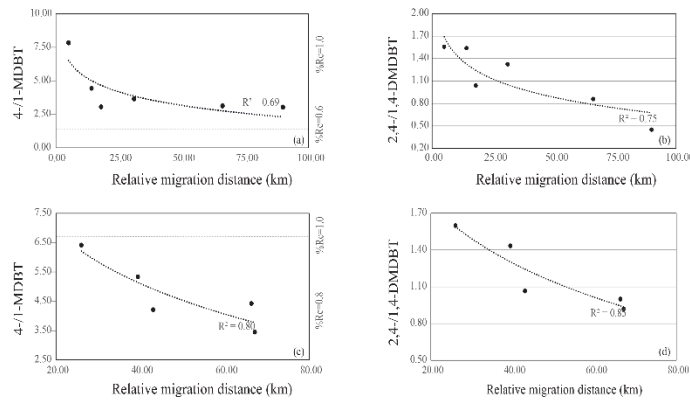 4-/1-MDBT
10.00
7.50
5.00
2.50
0.00
R² 0.69
(a)
%Rc=1.0
%Rc=0.6
0.00 25.00 50.00 75.00 100.00
Relative migration distance (km)
2,4-/1,4-DMDBT
2.00
1.70
1.40
1.10
0.80
0.50
0.20
R² = 0.75
(b)
0.00 25.00 50.00 75.00 100.00
Relative migration distance (km)
4-/1-MDBT
7.50
6.50
5.50
4.50
3.50
2.50
R² = 0.80
(c)
%Rc=1.0
%Rc=0.8
20.00 40.00 60.00 80.00
Relative migration distance (km)
2,4-/1,4-DMDBT
1.70
1.40
1.10
0.80
0.50
R² = 0.85
(d)
20.00 40.00 60.00 80.00
Relative migration distance (km)